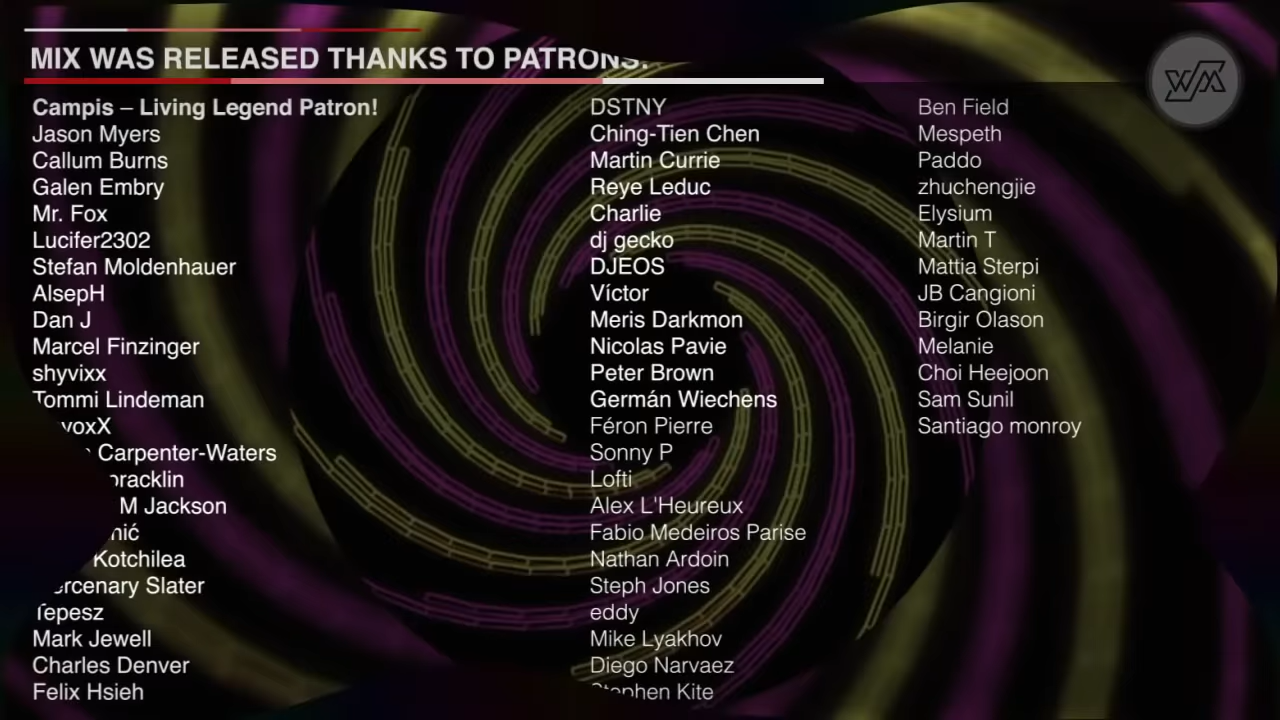 MIX WAS RELEASED THANKS TO PATRONS:
Campis – Living Legend Patron!
Jason Myers
Callum Burns
Galen Embry
Mr. Fox
Lucifer2302
Stefan Moldenhauer
AlsepH
Dan J
Marcel Finzinger
shyvixx
Tommi Lindeman
Carpenter-Waters
M Jackson
Kotchilea
Slater
Tepesz
Mark Jewell
Charles Denver
Felix Hsieh
DSTNY
Ching-Tien Chen
Martin Currie
Reye Leduc
Charlie
dj gecko
DJEOS
Víctor
Meris Darkmon
Nicolas Pavie
Peter Brown
Germán Wiechens
Féron Pierre
Sonny P
Lofti
Alex L'Heureux
Fabio Medeiros Parise
Nathan Ardoin
Steph Jones
eddy
Mike Lyakhov
Diego Narvaez
Stephen Kite
Ben Field
Mespeth
Paddo
zhuchengjie
Elysium
Martin T
Mattia Sterpi
JB Cangioni
Birgir Olason
Melanie
Choi Heejoon
Sam Sunil
Santiago monroy